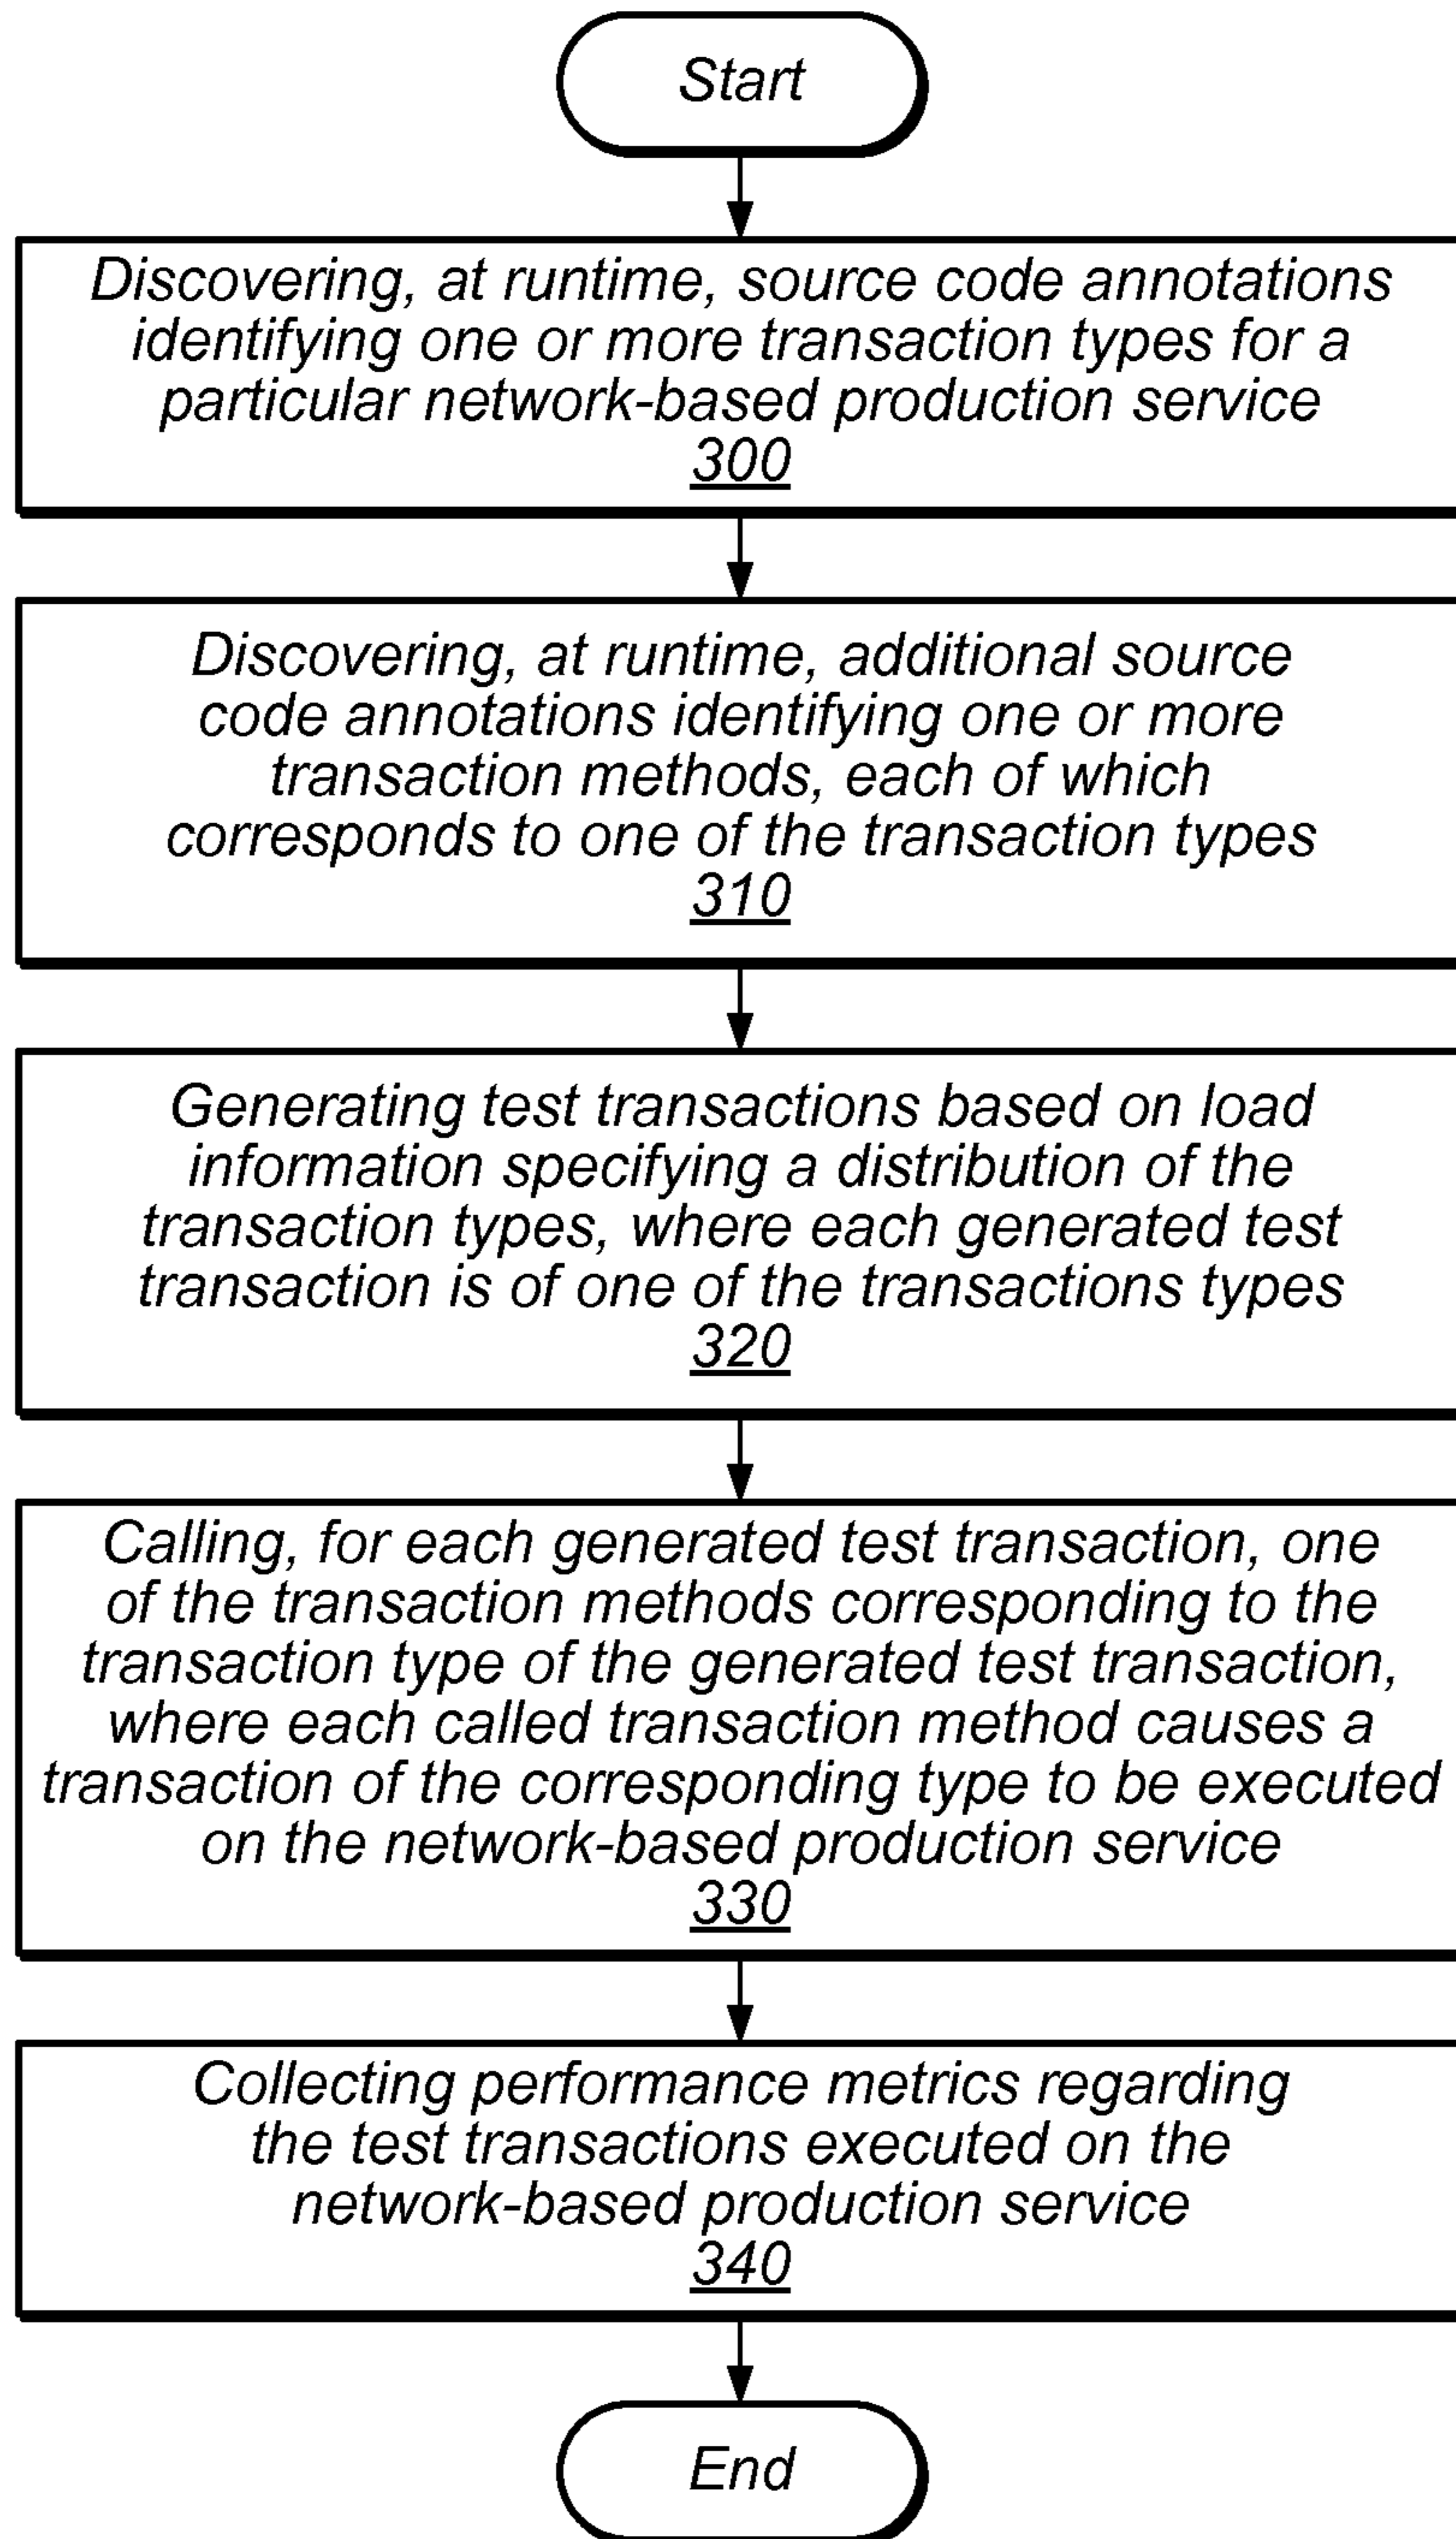 Start
Discovering, at runtime, source code annotations
identifying one or more transaction types for a
particular network-based production service
300
Discovering, at runtime, additional source
code annotations identifying one or more
transaction methods, each of which
corresponds to one of the transaction types
310
Generating test transactions based on load
information specifying a distribution of the
transaction types, where each generated test
transaction is of one of the transactions types
320
Calling, for each generated test transaction, one
of the transaction methods corresponding to the
transaction type of the generated test transaction,
where each called transaction method causes a
transaction of the corresponding type to be executed
on the network-based production service
330
Collecting performance metrics regarding
the test transactions executed on the
network-based production service
340
End